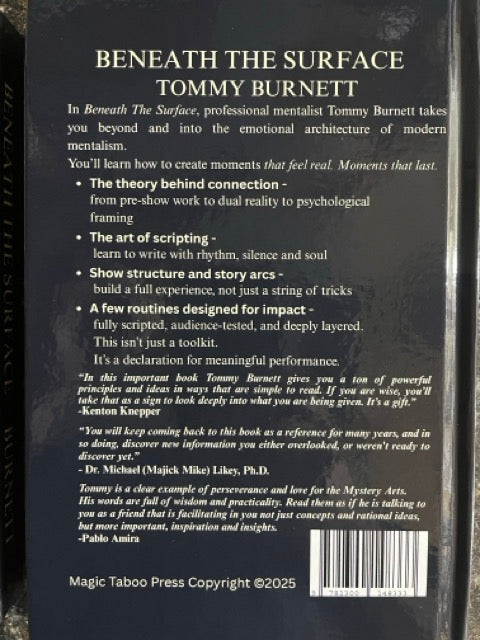 BENEATH THE SURFACE
TOMMY BURNETT
In Beneath The Surface, professional mentalist Tommy Burnett takes
you beyond and into the emotional architecture of modern
mentalism.
You'll learn how to create moments that feel real. Moments that last.
• The theory behind connection -
from pre-show work to dual reality to psychological
framing
• The art of scripting -
learn to write with rhythm, silence and soul
• Show structure and story arcs -
build a full experience, not just a string of tricks
• A few routines designed for impact -
fully scripted, audience-tested, and deeply layered.
This isn't just a toolkit.
It's a declaration for meaningful performance.
"In this important book Tommy Burnett gives you a ton of powerful
principles and ideas in ways that are simple to read. If you are wise, you'll
take that as a sign to look deeply into what you are being given. It's a gift."
-Kenton Knepper
"You will keep coming back to this book as a reference for many years, and in
so doing, discover new information you either overlooked, or weren't ready to
discover yet."
- Dr. Michael (Majick Mike) Likey, Ph.D.
Tommy is a clear example of perseverance and love for the Mystery Arts.
His words are full of wisdom and practicality. Read them as if he is talking to
you as a friend that is facilitating in you not just concepts and rational ideas,
but more important, inspiration and insights.
-Pablo Amira
Magic Taboo Press Copyright ©2025
BENEATH THE SURFACE BURNETT